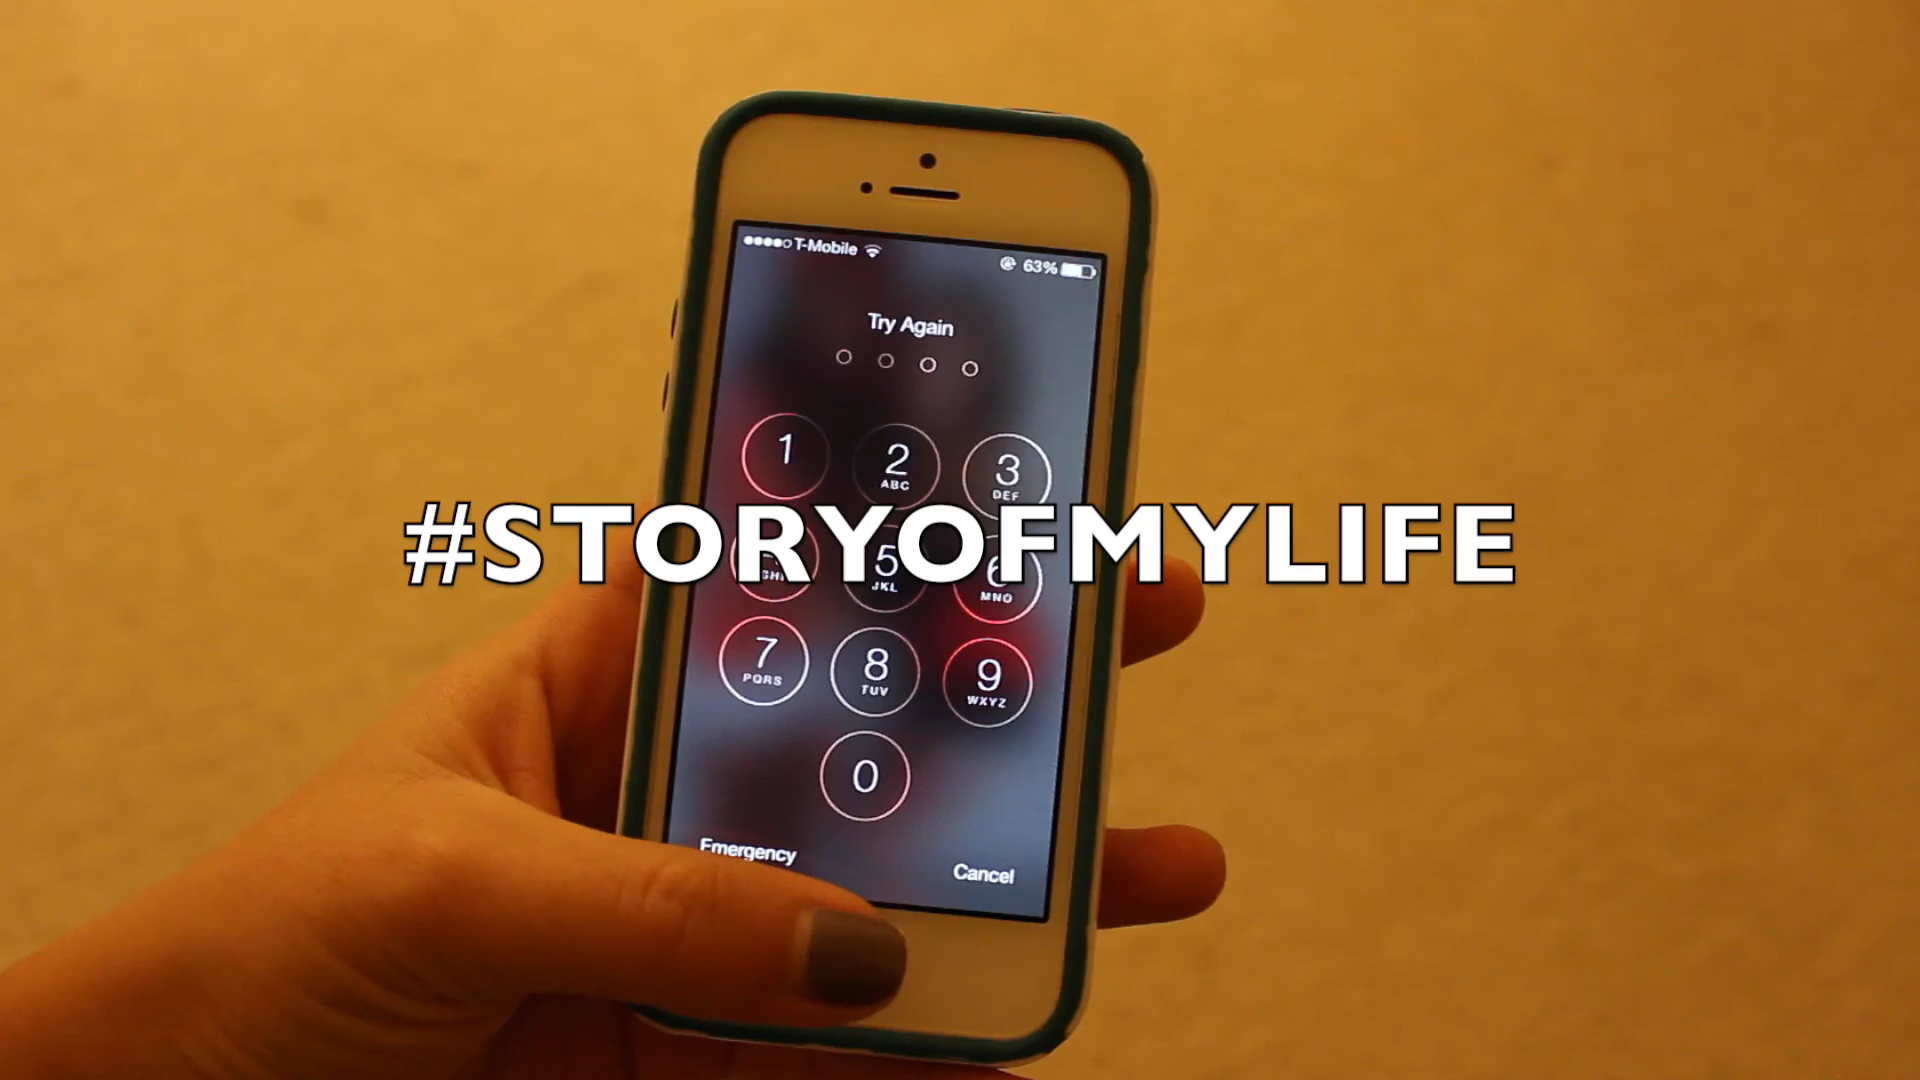 T-Mobile 63%
Try Again
1 2 3
ABC DEF
#STORYOFMYLIFE
5 6
JKL MNO
7 8 9
PQRS TUV WXYZ
0
Emergency Cancel